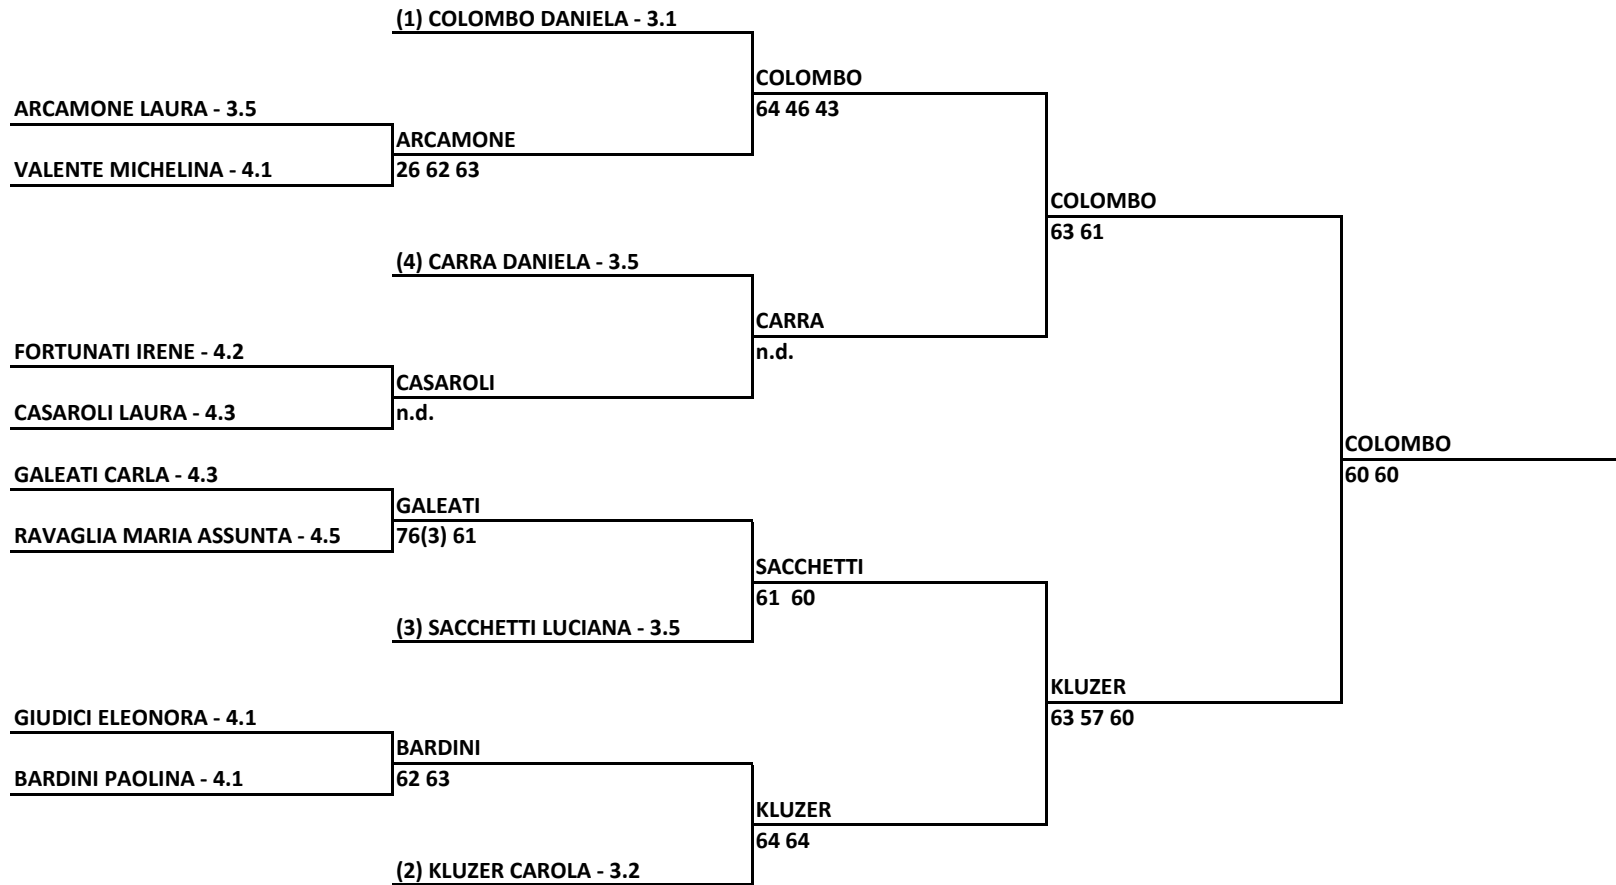 (1) COLOMBO DANIELA - 3.1
COLOMBO
ARCAMONE LAURA - 3.5
64 46 43
ARCAMONE
VALENTE MICHELINA - 4.1
26 62 63
COLOMBO
63 61
(4) CARRA DANIELA - 3.5
CARRA
FORTUNATI IRENE - 4.2
n.d.
CASAROLI
CASAROLI LAURA - 4.3
n.d.
COLOMBO
GALEATI CARLA - 4.3
60 60
GALEATI
RAVAGLIA MARIA ASSUNTA - 4.5
76(3) 61
SACCHETTI
61  60
(3) SACCHETTI LUCIANA - 3.5
KLUZER
GIUDICI ELEONORA - 4.1
63 57 60
BARDINI
BARDINI PAOLINA - 4.1
62 63
KLUZER
64 64
(2) KLUZER CAROLA - 3.2